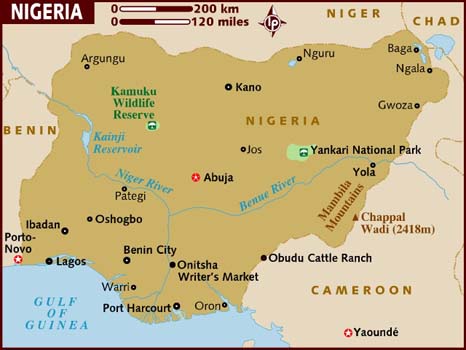 NIGERIA
0
200 km
0
120 miles
LP
NIGER
CHAD
Argungu
Nguru
Baga
Ngala
Kano
Kamuku
Wildlife
Reserve
Gwoza
NIGERIA
BENIN
Kainji
Reservoir
Jos
Yankari National Park
Yola
Niger River
Abuja
Benue River
Pategi
Mambila
Mountains
Oshogbo
Chappal
Wadi (2418m)
Ibadan
Porto-
Novo
Benin City
Lagos
Onitsha
Writer's Market
Obudu Cattle Ranch
Warri
CAMEROON
GULF
OF
GUINEA
Port Harcourt
Oron
Yaoundé